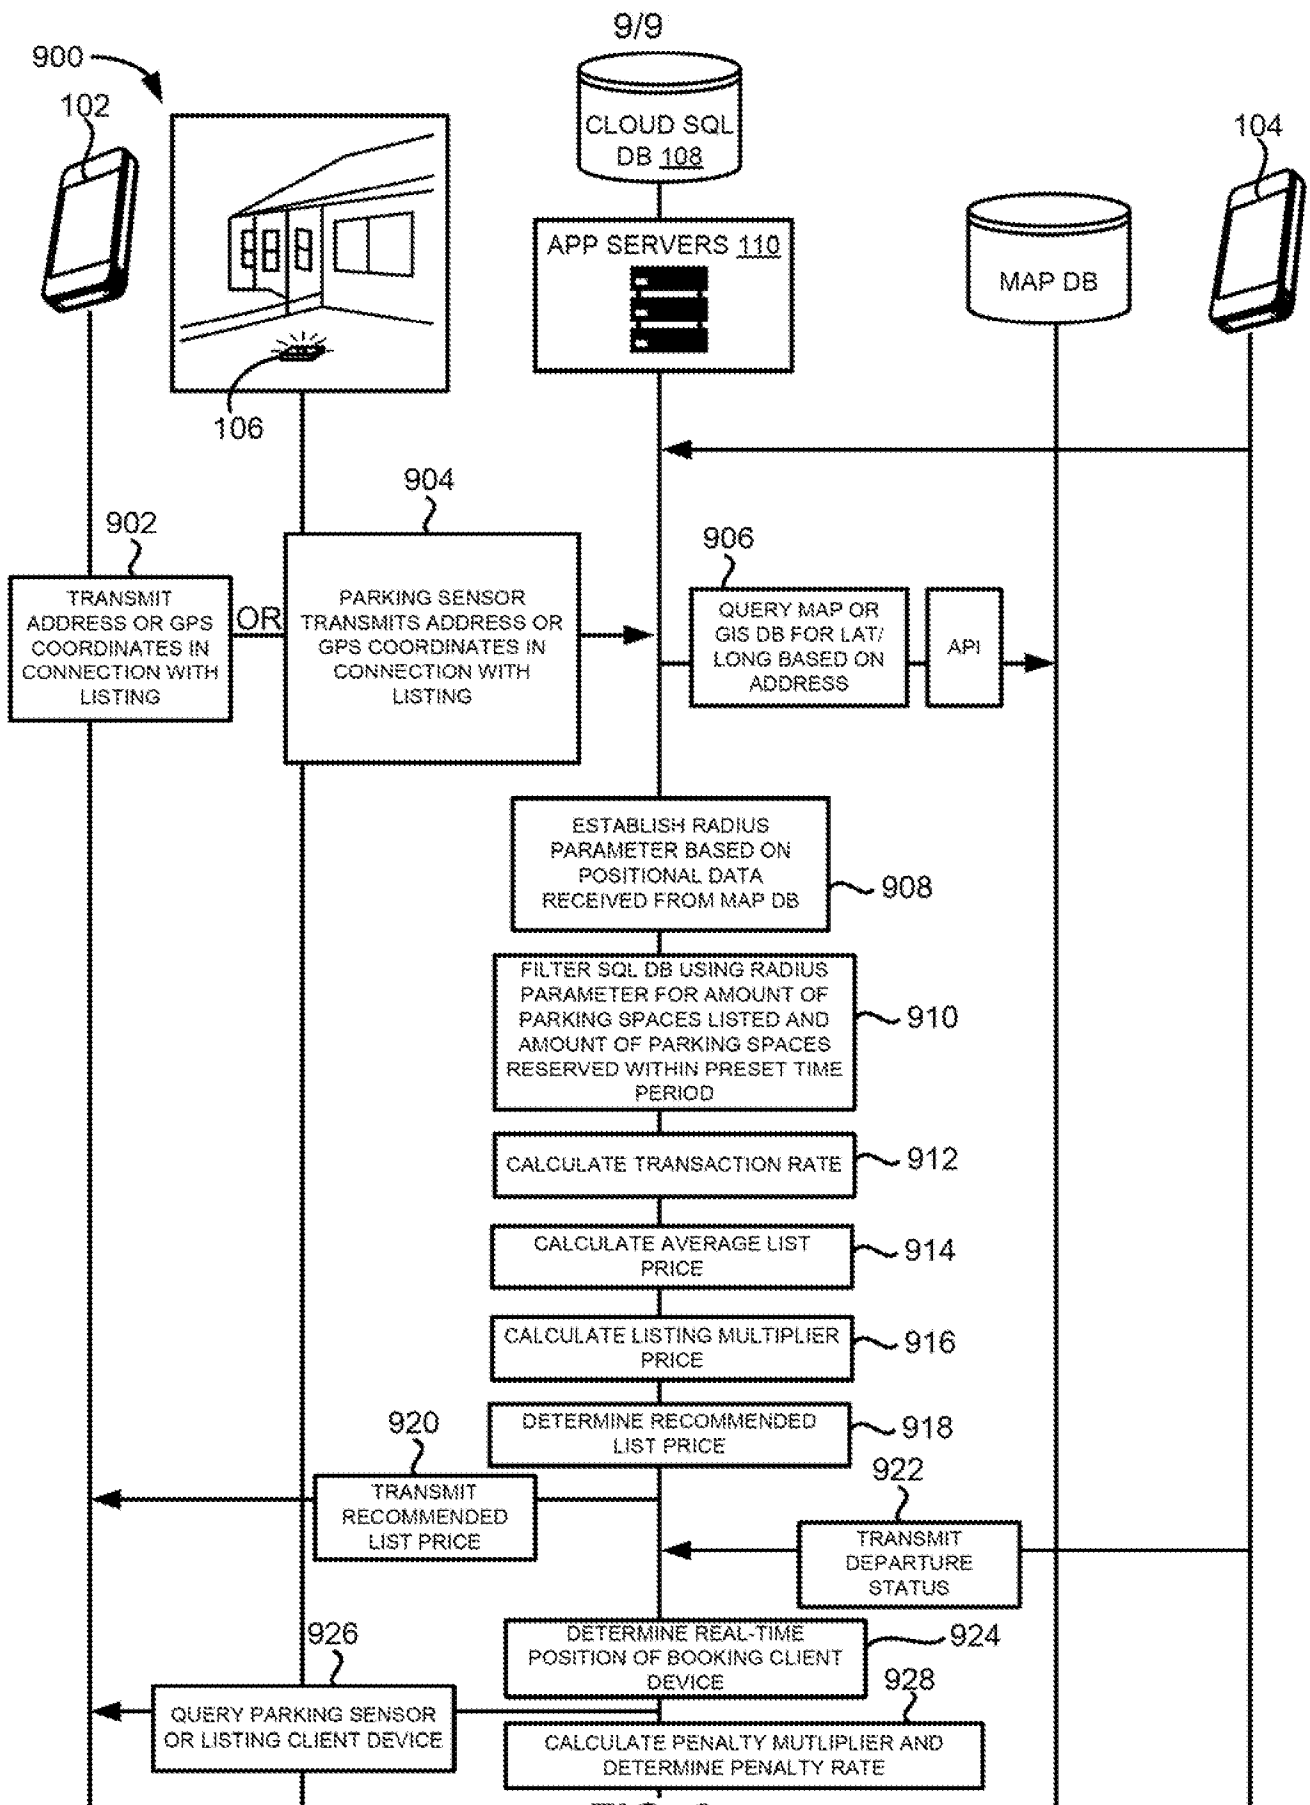 9/9
900
102
CLOUD SQL
DB 108
104
APP SERVERS 110
MAP DB
106
904
902
906
TRANSMIT
ADDRESS OR GPS
COORDINATES IN
CONNECTION WITH
LISTING
OR
PARKING SENSOR
TRANSMITS ADDRESS OR
GPS COORDINATES IN
CONNECTION WITH
LISTING
QUERY MAP OR
GIS DB FOR LAT/
LONG BASED ON
ADDRESS
API
ESTABLISH RADIUS
PARAMETER BASED ON
POSITIONAL DATA
RECEIVED FROM MAP DB
908
FILTER SQL DB USING RADIUS
PARAMETER FOR AMOUNT OF
PARKING SPACES LISTED AND
AMOUNT OF PARKING SPACES
RESERVED WITHIN PRESET TIME
PERIOD
910
CALCULATE TRANSACTION RATE
912
CALCULATE AVERAGE LIST
PRICE
914
CALCULATE LISTING MULTIPLIER
PRICE
916
DETERMINE RECOMMENDED
LIST PRICE
918
920
TRANSMIT
RECOMMENDED
LIST PRICE
922
TRANSMIT
DEPARTURE
STATUS
DETERMINE REAL-TIME
POSITION OF BOOKING CLIENT
DEVICE
924
926
QUERY PARKING SENSOR
OR LISTING CLIENT DEVICE
928
CALCULATE PENALTY MUTLIPLIER AND
DETERMINE PENALTY RATE